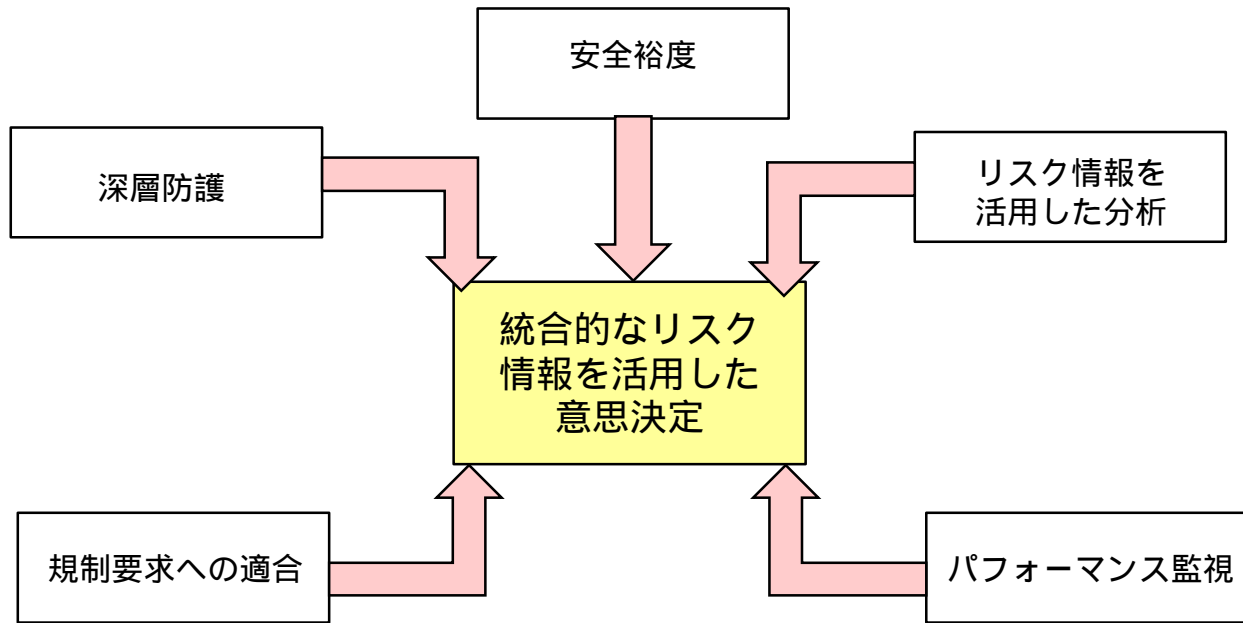 安全裕度
深層防護
リスク情報を
活用した分析
統合的なリスク
情報を活用した
意思決定
規制要求への適合
パフォーマンス監視